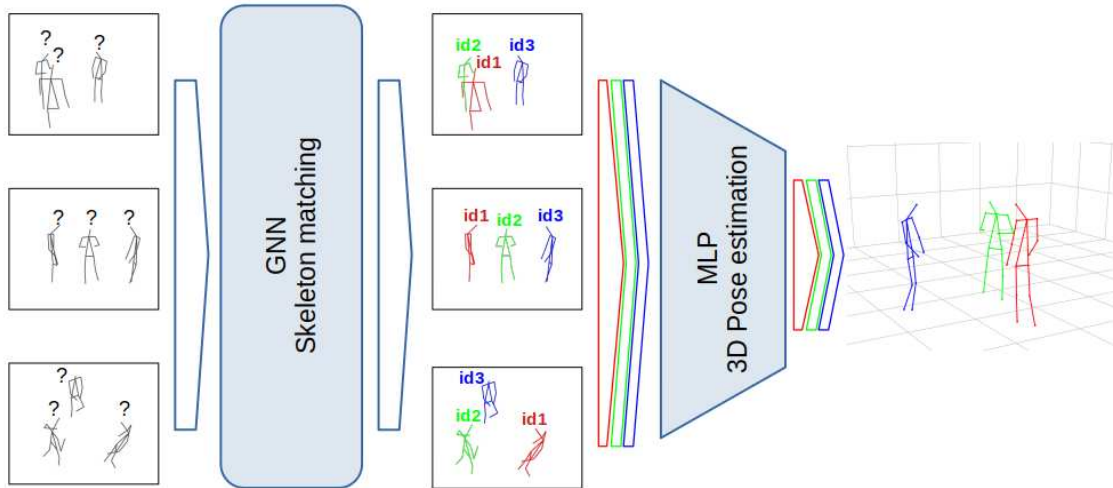 ?
?
?
?
?
?
?
?
?
GNN
Skeleton matching
id2
id1
id3
id1
id2
id3
id3
id2
id1
MLP
3D Pose estimation